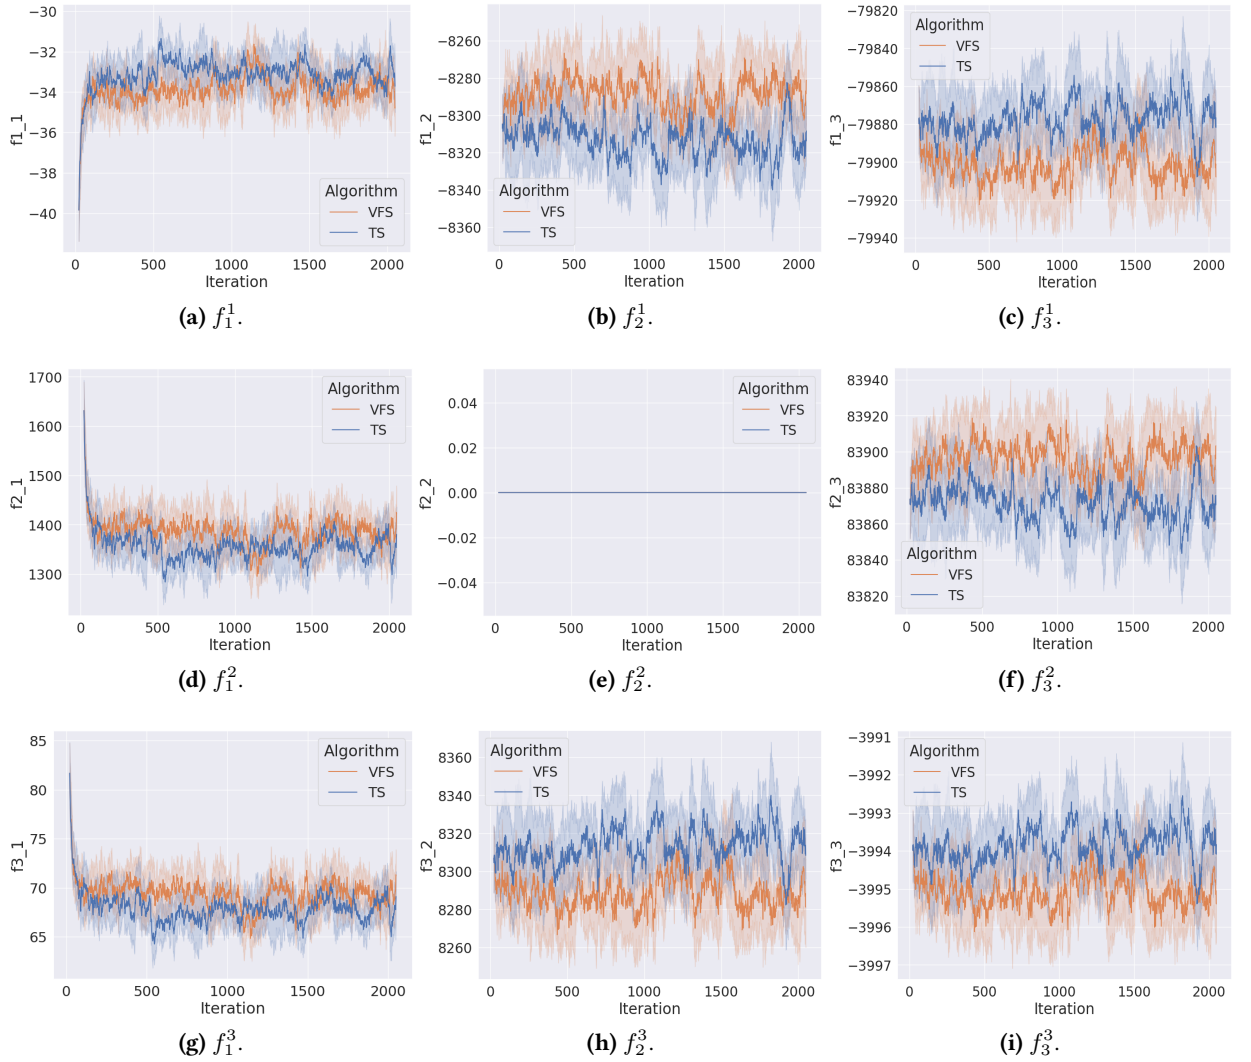 −30
−32
−34
−36
−38
−40
f1_1
Algorithm
VFS
TS
0 500 1000 1500 2000
Iteration
(a) f₁¹.
−8260
−8280
−8300
−8320
−8340
−8360
f1_2
Algorithm
VFS
TS
0 500 1000 1500 2000
Iteration
(b) f₂¹.
−79820
−79840
−79860
−79880
−79900
−79920
−79940
f1_3
Algorithm
VFS
TS
0 500 1000 1500 2000
Iteration
(c) f₃¹.
1700
1600
1500
1400
1300
f2_1
Algorithm
VFS
TS
0 500 1000 1500 2000
Iteration
(d) f₁².
0.04
0.02
0.00
−0.02
−0.04
f2_2
Algorithm
VFS
TS
0 500 1000 1500 2000
Iteration
(e) f₂².
83940
83920
83900
83880
83860
83840
83820
f2_3
Algorithm
VFS
TS
0 500 1000 1500 2000
Iteration
(f) f₃².
85
80
75
70
65
f3_1
Algorithm
VFS
TS
0 500 1000 1500 2000
Iteration
(g) f₁³.
8360
8340
8320
8300
8280
8260
f3_2
Algorithm
VFS
TS
0 500 1000 1500 2000
Iteration
(h) f₂³.
−3991
−3992
−3993
−3994
−3995
−3996
−3997
f3_3
Algorithm
VFS
TS
0 500 1000 1500 2000
Iteration
(i) f₃³.